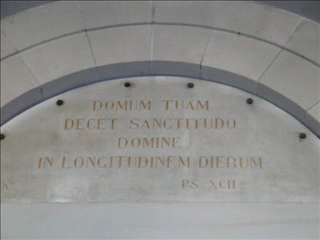 DOMUM TUAM
DECET SANCTITUDO
DOMINE
IN LONGITUDINEM DIERUM
PS. XCII